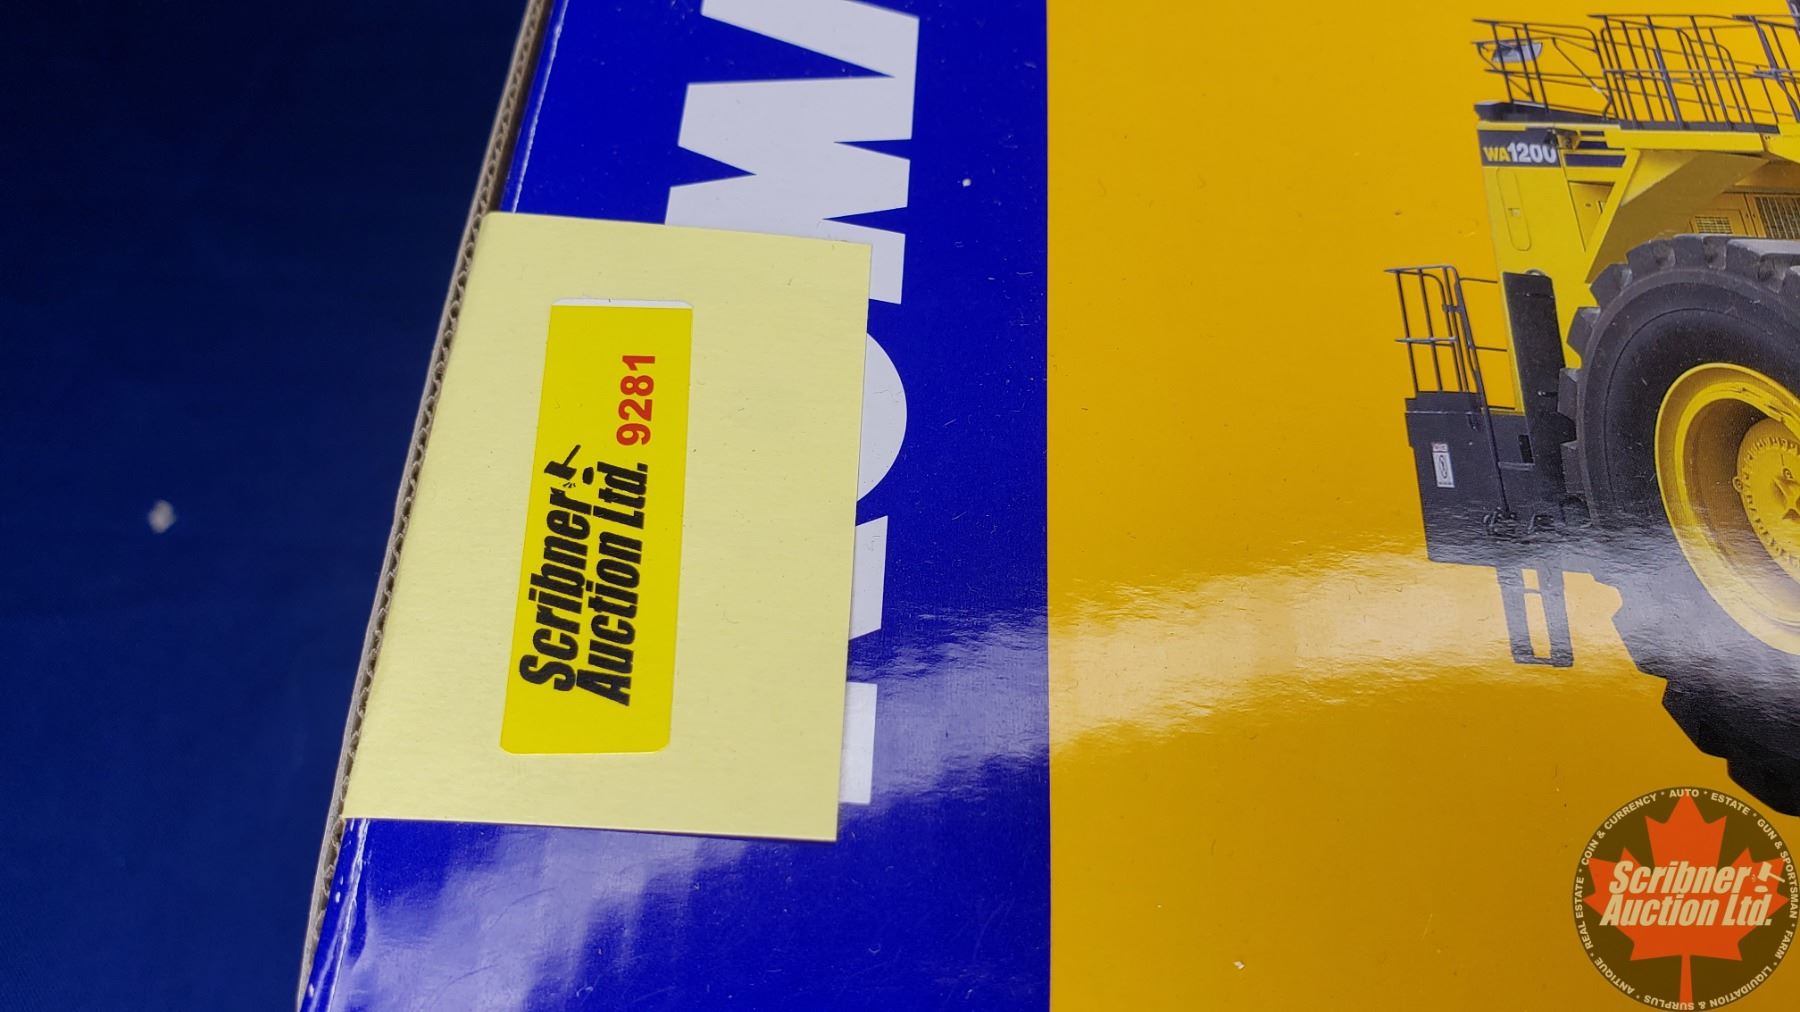 Scribner
Auction Ltd. 9281
WA1200
COIN & CURRENCY * AUTO * ESTATE * GUN & SPORTSMAN * FARM * LIQUIDATION & SURPLUS * ANTIQUE * REAL ESTATE *
Scribner
Auction Ltd.